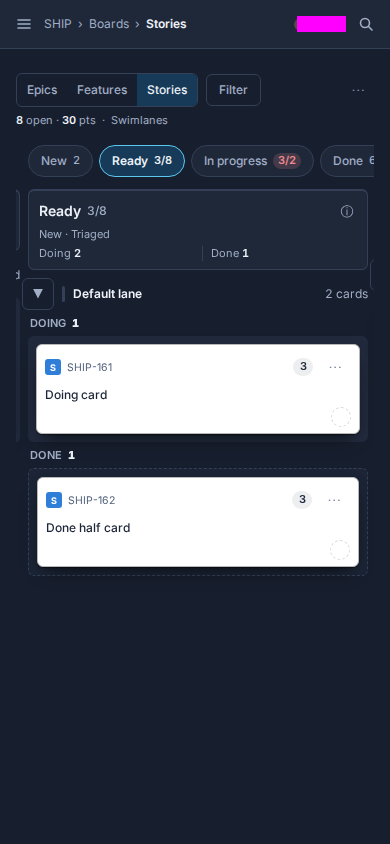 SHIP › Boards › Stories
Epics Features Stories Filter ...
8 open · 30 pts · Swimlanes
New 2 Ready 3/8 In progress 3/2 Done
Ready 3/8
New · Triaged
Doing 2 Done 1
▼ Default lane 2 cards
DOING 1
S SHIP-161 3 ...
Doing card
DONE 1
S SHIP-162 3 ...
Done half card